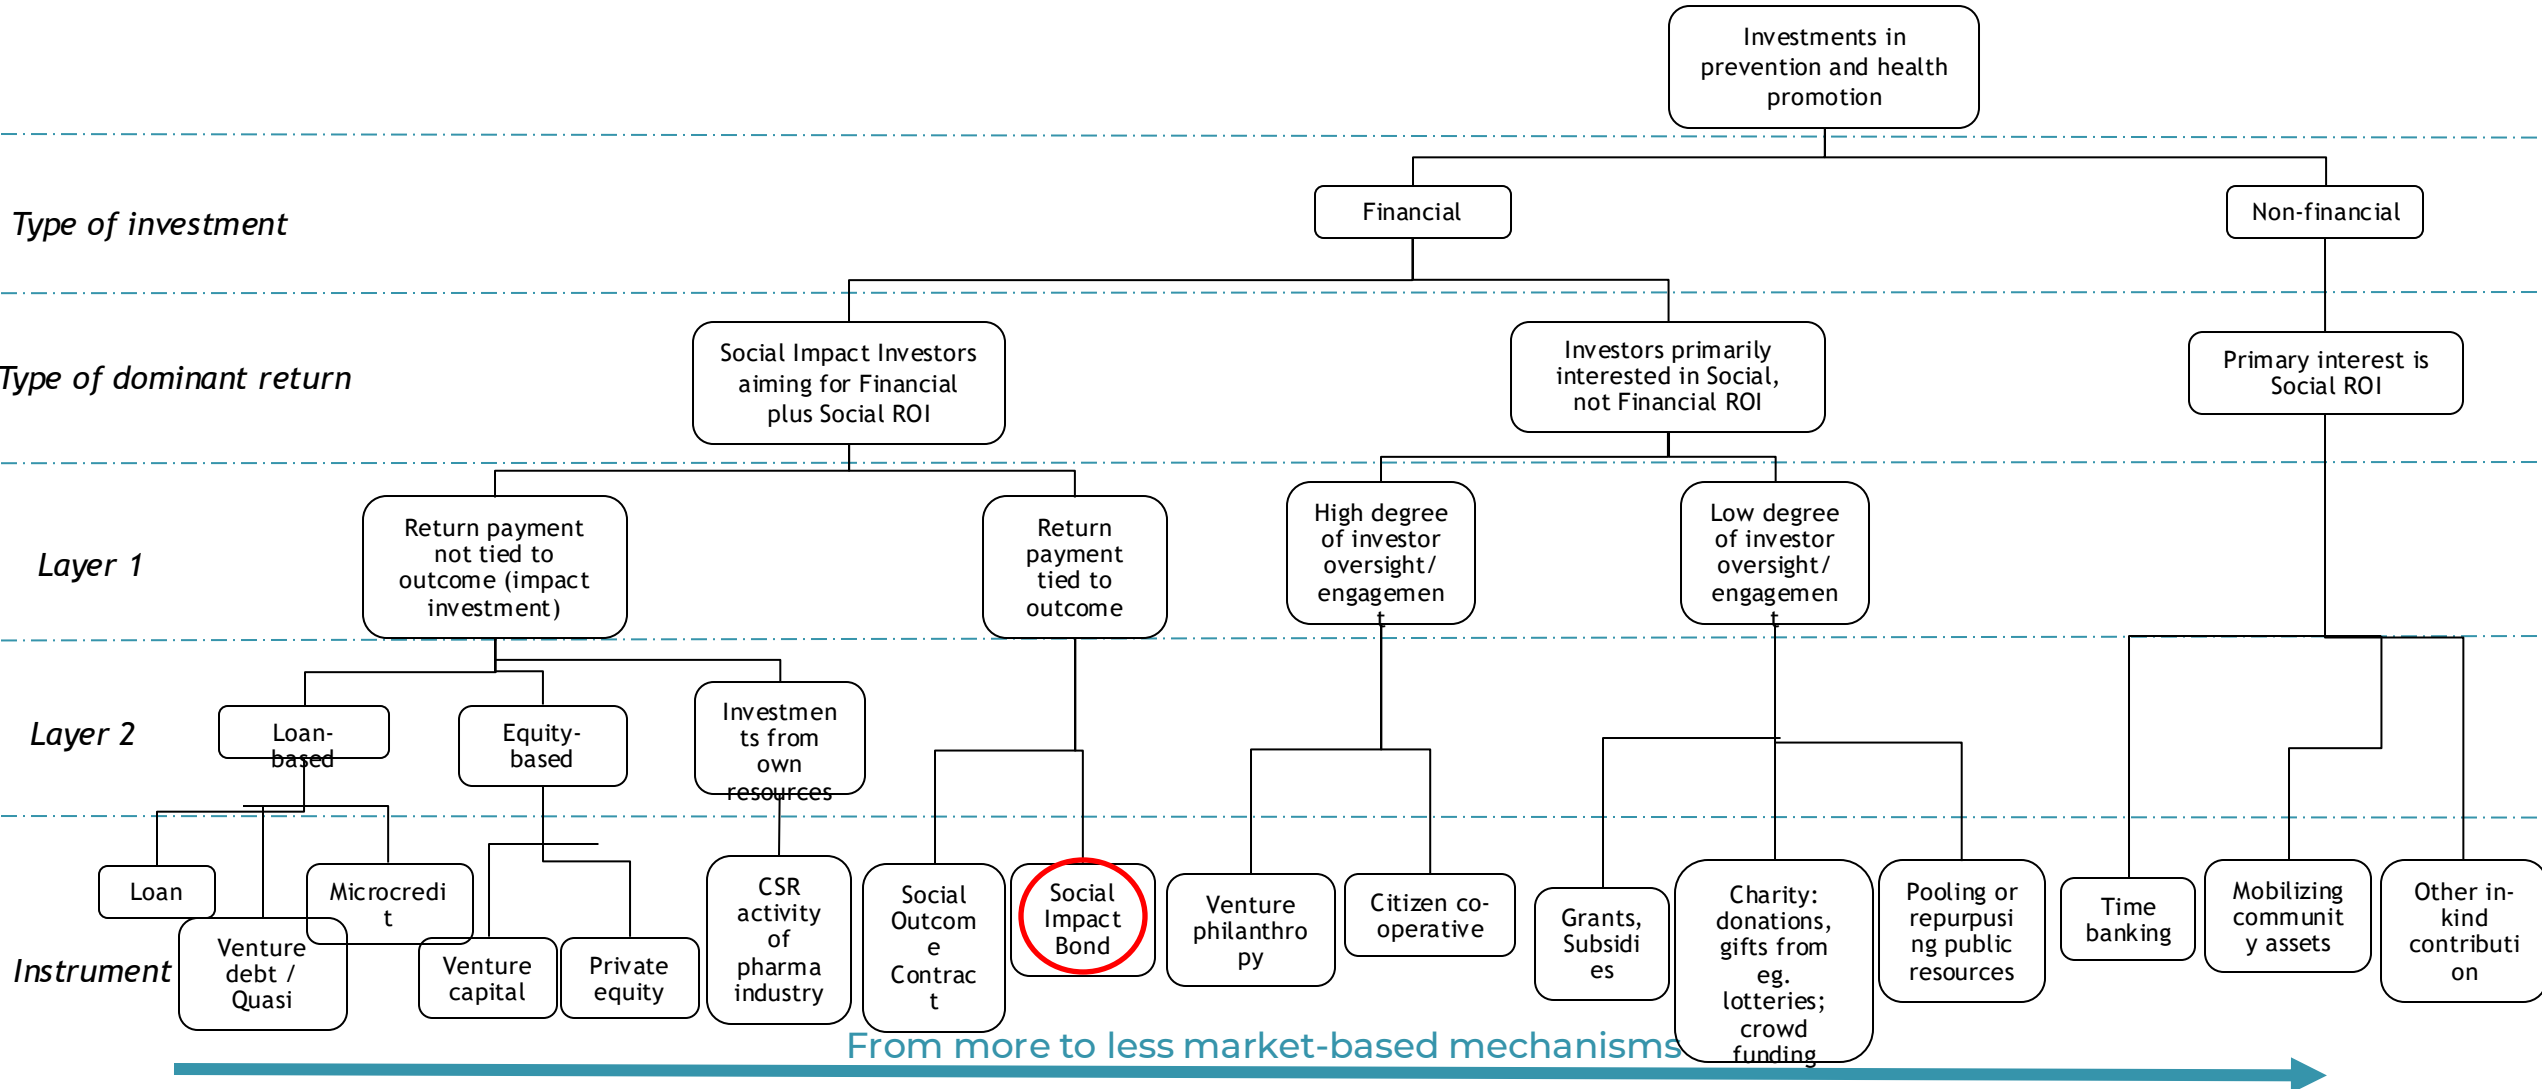 Investments in
prevention and health
promotion
Type of investment
Financial
Non-financial
Type of dominant return
Social Impact Investors
aiming for Financial
plus Social ROI
Investors primarily
interested in Social,
not Financial ROI
Primary interest is
Social ROI
Layer 1
Return payment
not tied to
outcome (impact
investment)
Return
payment
tied to
outcome
High degree
of investor
oversight/
engagemen
t
Low degree
of investor
oversight/
engagemen
t
Layer 2
Loan-
based
Equity-
based
Investmen
ts from
own
resources
Instrument
Loan
Venture
debt /
Quasi
Microcredi
t
Venture
capital
Private
equity
CSR
activity
of
pharma
industry
Social
Outcom
e
Contrac
t
Social
Impact
Bond
Venture
philanthro
py
Citizen co-
operative
Grants,
Subsidi
es
Charity:
donations,
gifts from
eg.
lotteries;
crowd
funding
Pooling or
repurpusi
ng public
resources
Time
banking
Mobilizing
communit
y assets
Other in-
kind
contributi
on
From more to less market-based mechanisms